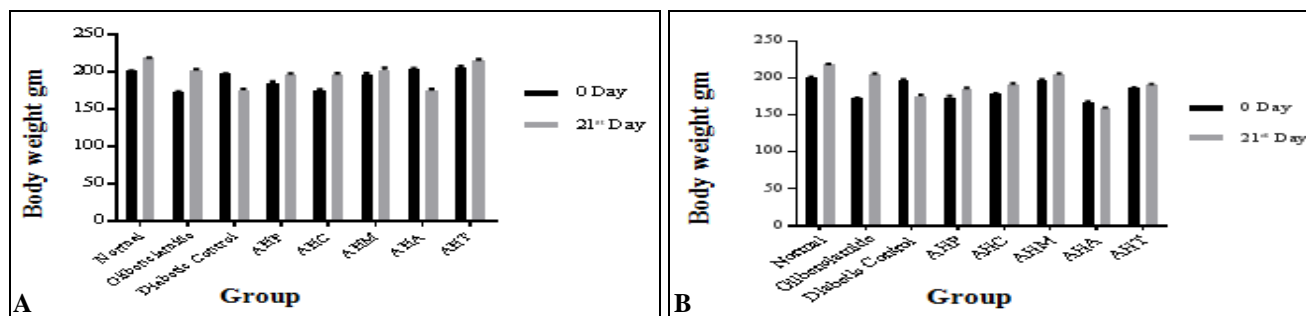 250
200
150
100
50
0
Body weight gm
0 Day
21st Day
Normal
Diabetic Control
AHP
AHC
AHM
AHA
AHT
Group
A
250
200
150
100
50
0
Body weight gm
0 Day
21st Day
Normal
Glibenclamide
Diabetic Control
AHP
AHC
AHM
AHA
AHT
Group
B